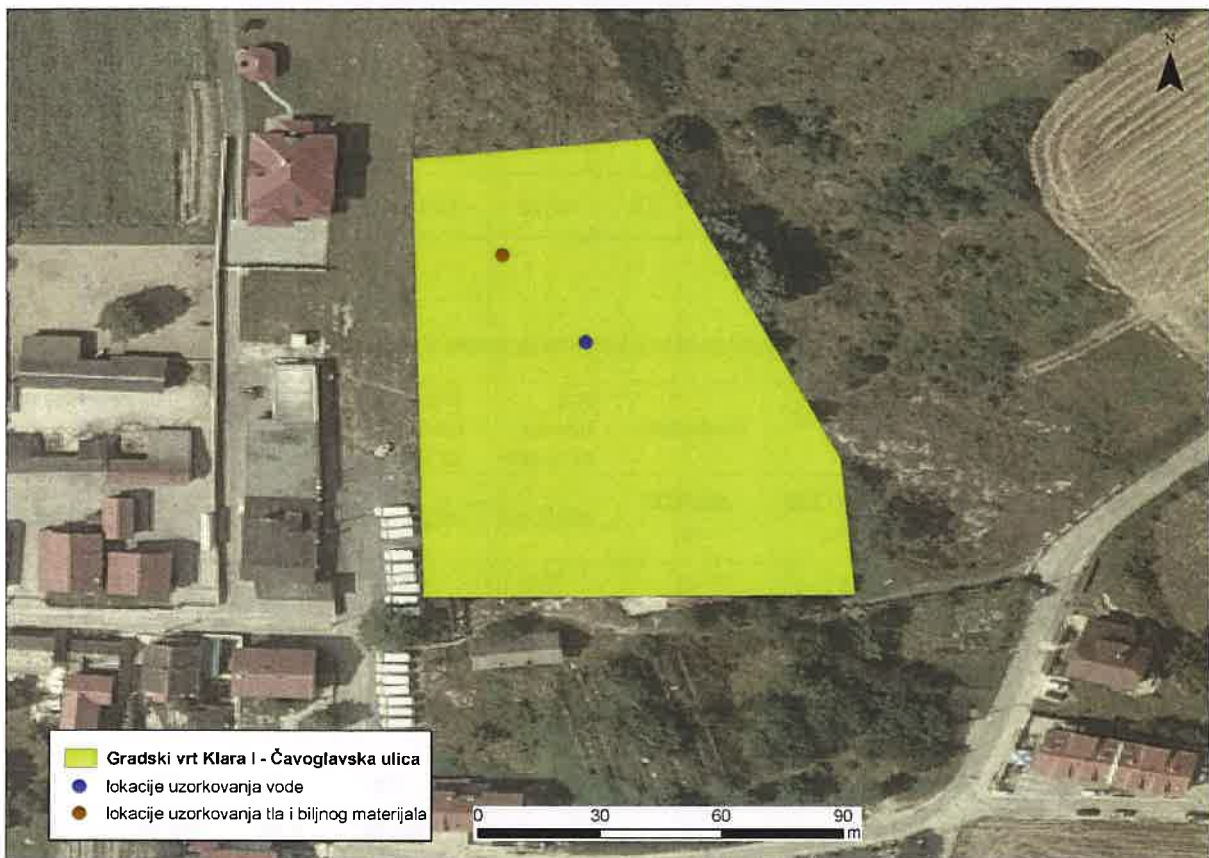 N
Gradski vrt Klara I - Čavoglavska ulica
lokacije uzorkovanja vode
lokacije uzorkovanja tla i biljnog materijala
0 30 60 90
m